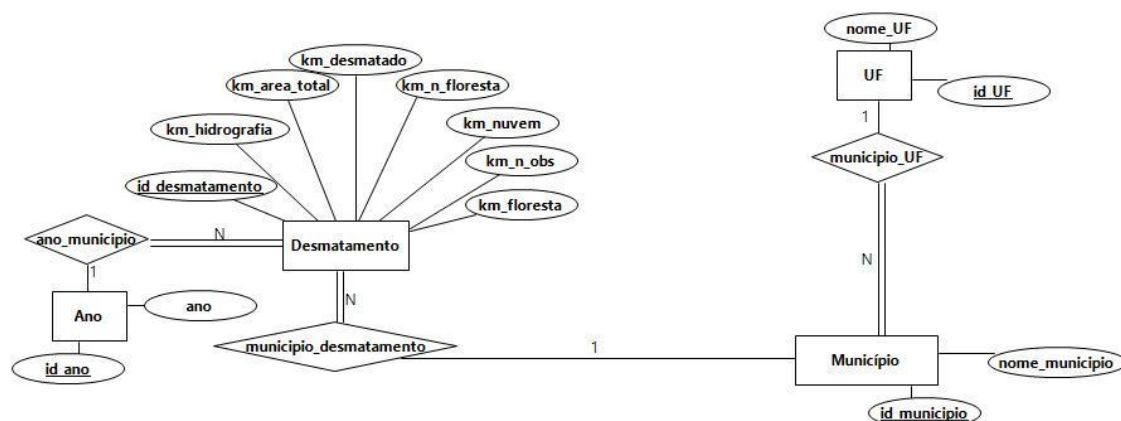 nome_UF
km_desmatado
UF
km_area_total
km_n_floresta
id_UF
km_hidrografia
km_nuvem
1
municipio_UF
km_n_obs
id_desmatamento
km_floresta
ano_municipio
N
Desmatamento
N
1
N
Ano
ano
municipio_desmatamento
1
Município
nome_municipio
id_ano
id_municipio